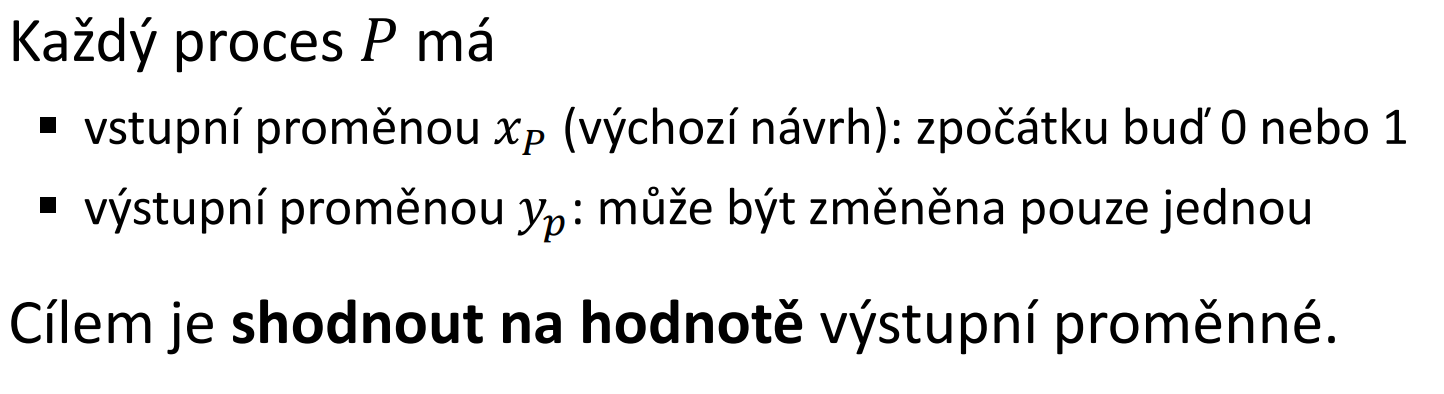 Každý proces P má
▪ vstupní proměnou x_P (výchozí návrh): zpočátku buď 0 nebo 1
▪ výstupní proměnou y_p: může být změněna pouze jednou
Cílem je shodnout na hodnotě výstupní proměnné.